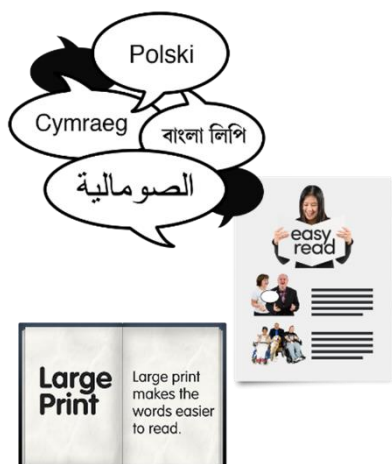 Polski
Cymraeg
বাংলা লিপি
الصومالية
easy
read
Large
Print
Large print
makes the
words easier
to read.